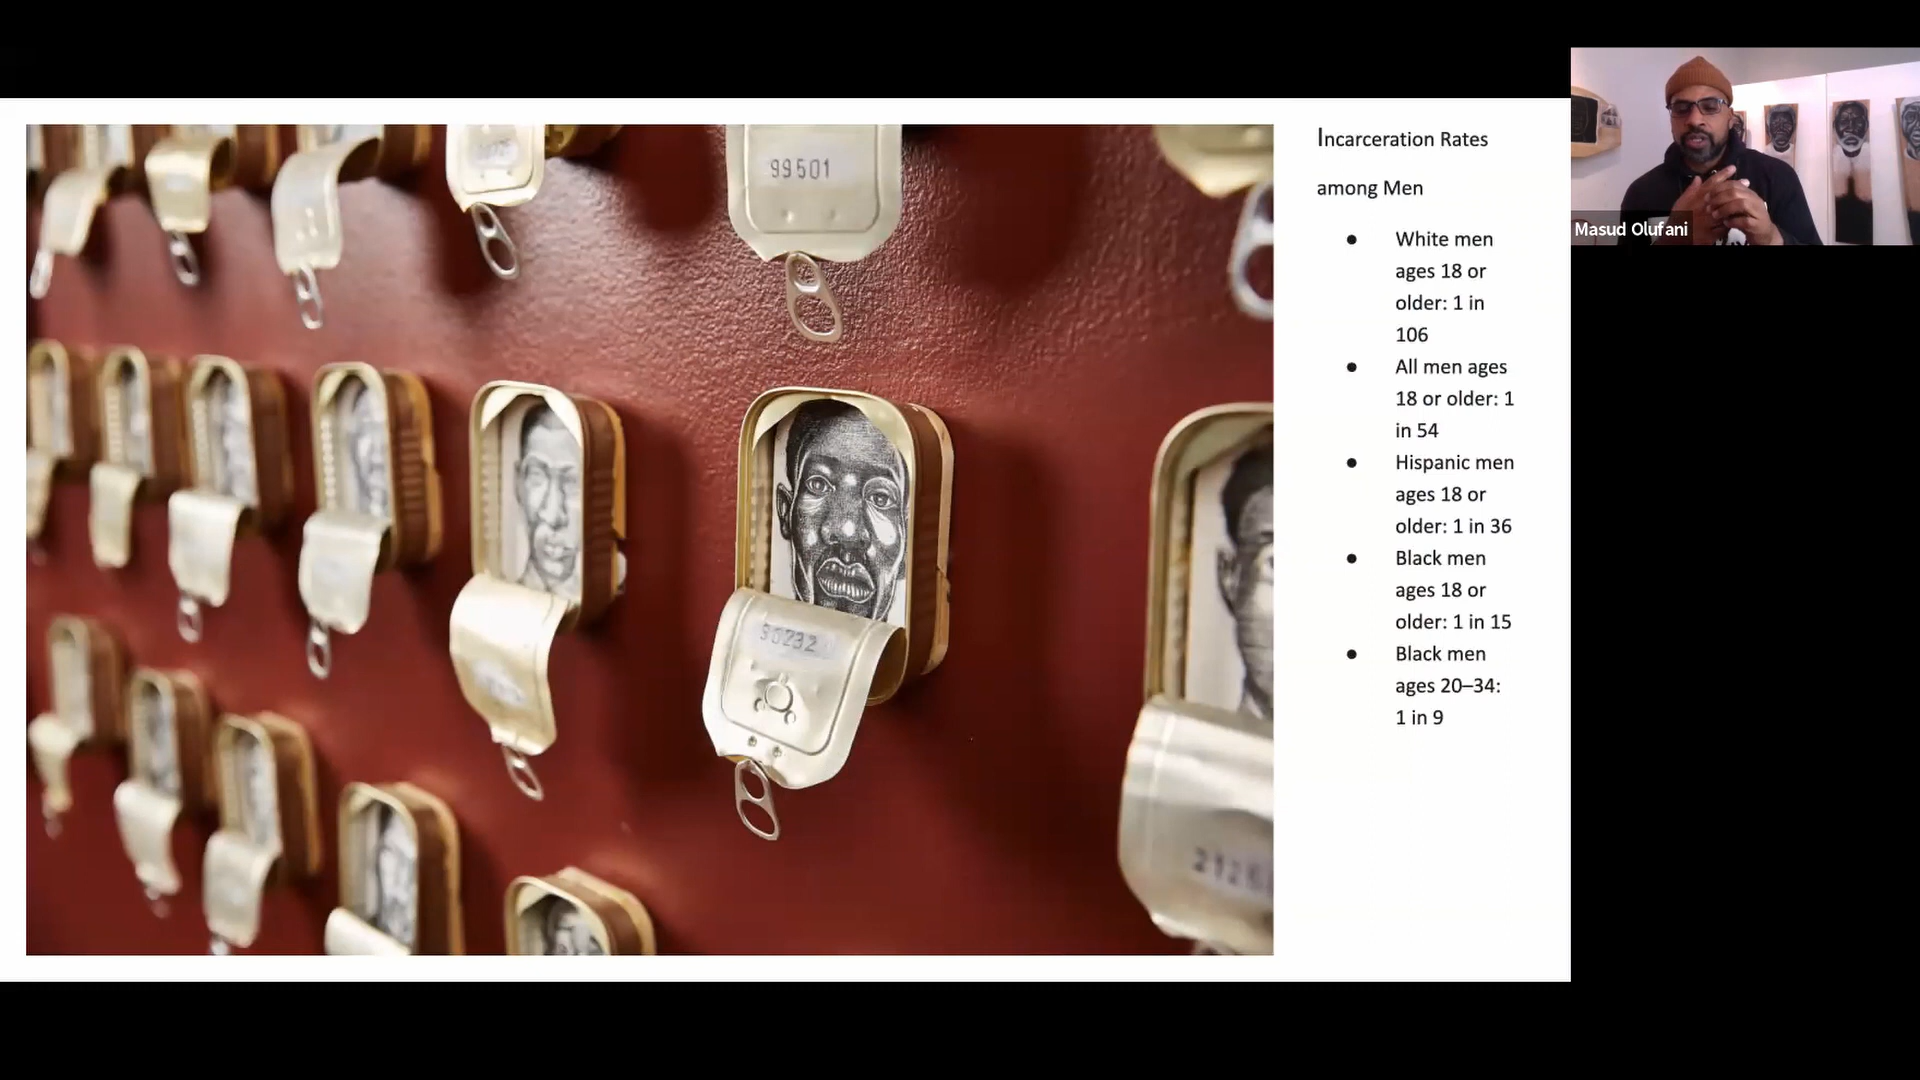 99501
90232
Incarceration Rates
among Men
● White men
ages 18 or
older: 1 in
106
● All men ages
18 or older: 1
in 54
● Hispanic men
ages 18 or
older: 1 in 36
● Black men
ages 18 or
older: 1 in 15
● Black men
ages 20–34:
1 in 9
Masud Olufani